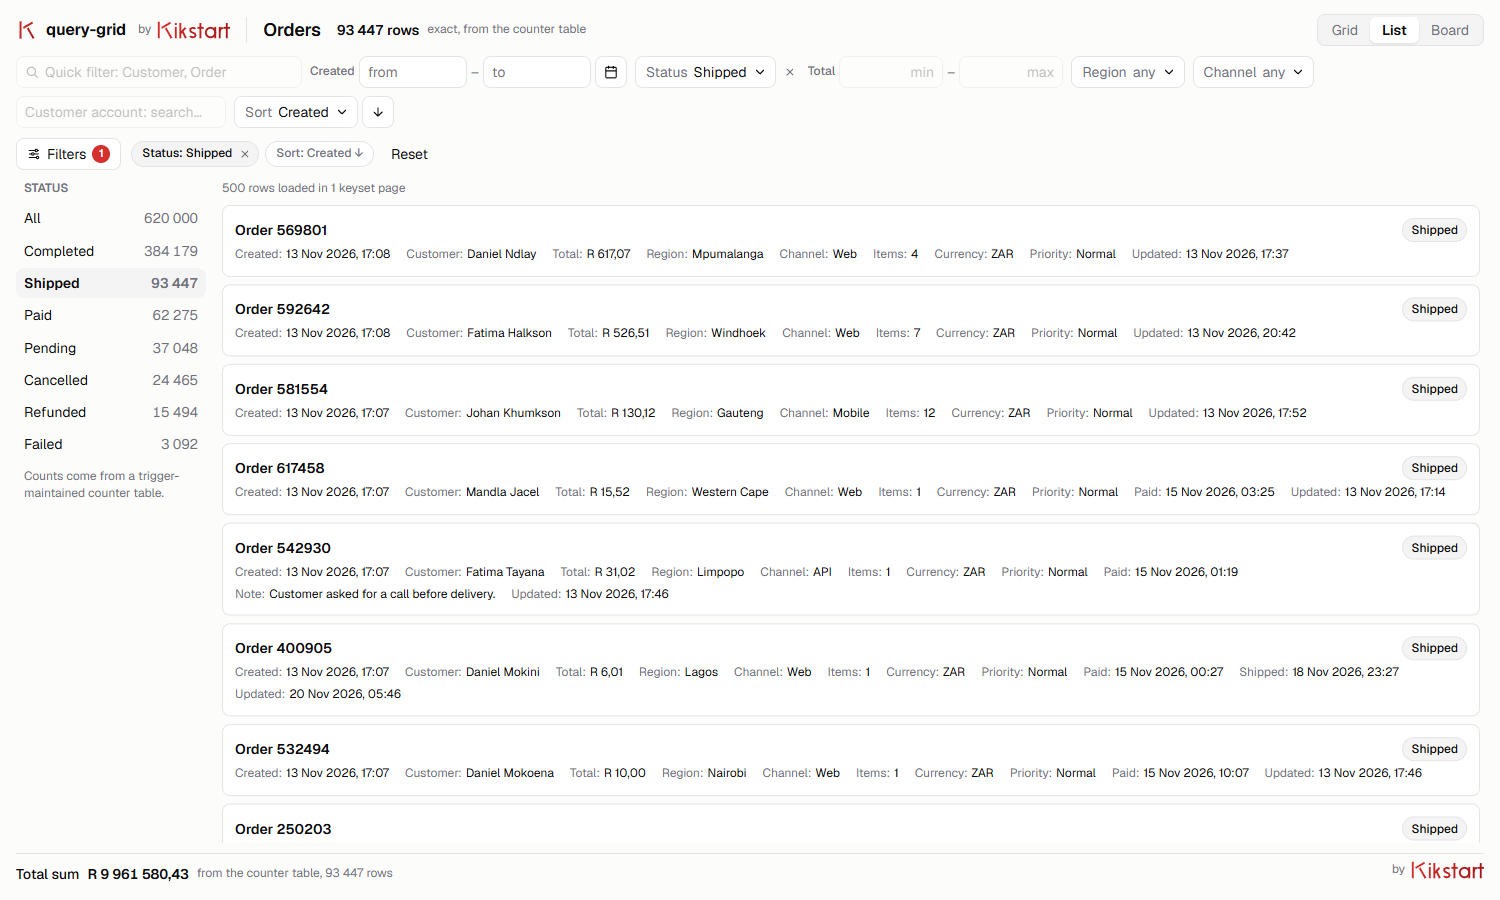 query-grid by Kikstart Orders 93 447 rows exact, from the counter table Grid List Board
Quick filter: Customer, Order Created from – to Status Shipped × Total min – max Region any Channel any
Customer account: search... Sort Created ↓
Filters 1 Status: Shipped × Sort: Created ↓ Reset
STATUS
All 620 000
Completed 384 179
Shipped 93 447
Paid 62 275
Pending 37 048
Cancelled 24 465
Refunded 15 494
Failed 3 092
Counts come from a trigger-
maintained counter table.
500 rows loaded in 1 keyset page
Order 569801 Shipped
Created: 13 Nov 2026, 17:08 Customer: Daniel Ndlay Total: R 617,07 Region: Mpumalanga Channel: Web Items: 4 Currency: ZAR Priority: Normal Updated: 13 Nov 2026, 17:37
Order 592642 Shipped
Created: 13 Nov 2026, 17:08 Customer: Fatima Halkson Total: R 526,51 Region: Windhoek Channel: Web Items: 7 Currency: ZAR Priority: Normal Updated: 13 Nov 2026, 20:42
Order 581554 Shipped
Created: 13 Nov 2026, 17:07 Customer: Johan Khumkson Total: R 130,12 Region: Gauteng Channel: Mobile Items: 12 Currency: ZAR Priority: Normal Updated: 13 Nov 2026, 17:52
Order 617458 Shipped
Created: 13 Nov 2026, 17:07 Customer: Mandla Jacel Total: R 15,52 Region: Western Cape Channel: Web Items: 1 Currency: ZAR Priority: Normal Paid: 15 Nov 2026, 03:25 Updated: 13 Nov 2026, 17:14
Order 542930 Shipped
Created: 13 Nov 2026, 17:07 Customer: Fatima Tayana Total: R 31,02 Region: Limpopo Channel: API Items: 1 Currency: ZAR Priority: Normal Paid: 15 Nov 2026, 01:19
Note: Customer asked for a call before delivery. Updated: 13 Nov 2026, 17:46
Order 400905 Shipped
Created: 13 Nov 2026, 17:07 Customer: Daniel Mokini Total: R 6,01 Region: Lagos Channel: Web Items: 1 Currency: ZAR Priority: Normal Paid: 15 Nov 2026, 00:27 Shipped: 18 Nov 2026, 23:27
Updated: 20 Nov 2026, 05:46
Order 532494 Shipped
Created: 13 Nov 2026, 17:07 Customer: Daniel Mokoena Total: R 10,00 Region: Nairobi Channel: Web Items: 1 Currency: ZAR Priority: Normal Paid: 15 Nov 2026, 10:07 Updated: 13 Nov 2026, 17:46
Order 250203 Shipped
Total sum R 9 961 580,43 from the counter table, 93 447 rows by Kikstart